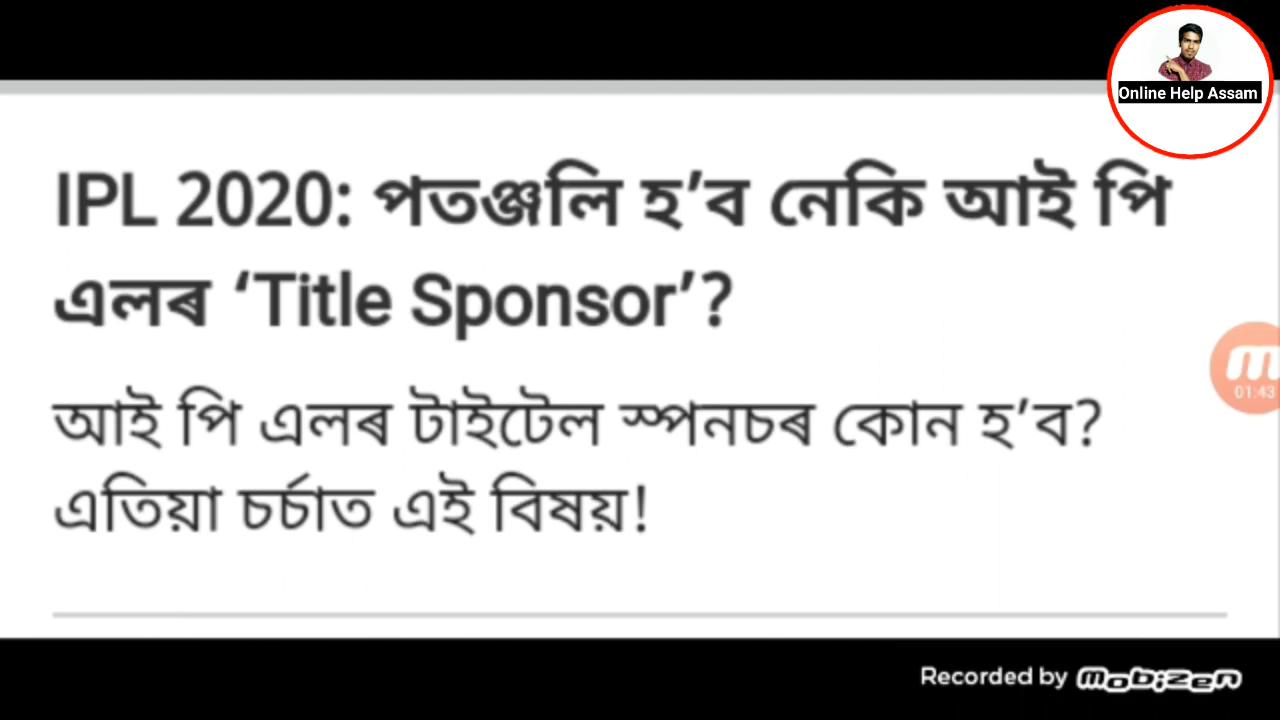 Online Help Assam
IPL 2020: পতঞ্জলি হ’ব নেকি আই পি
এলৰ ‘Title Sponsor’?
01:43
আই পি এলৰ টাইটেল স্পনচৰ কোন হ’ব?
এতিয়া চৰ্চাত এই বিষয়!
Recorded by mobizen